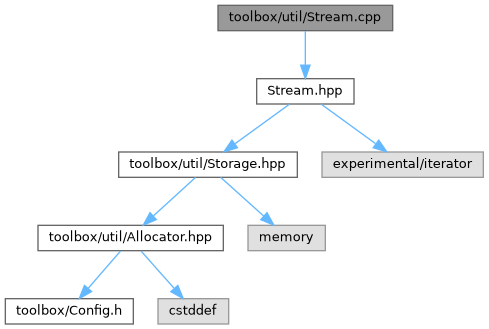 toolbox/util/Stream.cpp
Stream.hpp
toolbox/util/Storage.hpp
experimental/iterator
toolbox/util/Allocator.hpp
memory
toolbox/Config.h
cstddef